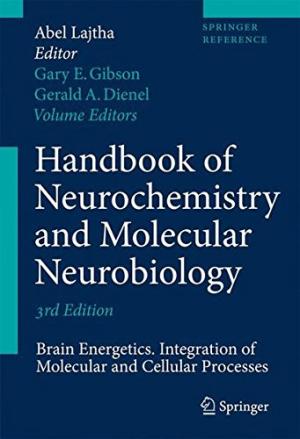 Abel Lajtha
Editor
Gary E. Gibson
Gerald A. Dienel
Volume Editors
SPRINGER
REFERENCE
Handbook of
Neurochemistry
and Molecular
Neurobiology
3rd Edition
Brain Energetics. Integration of
Molecular and Cellular Processes
Springer